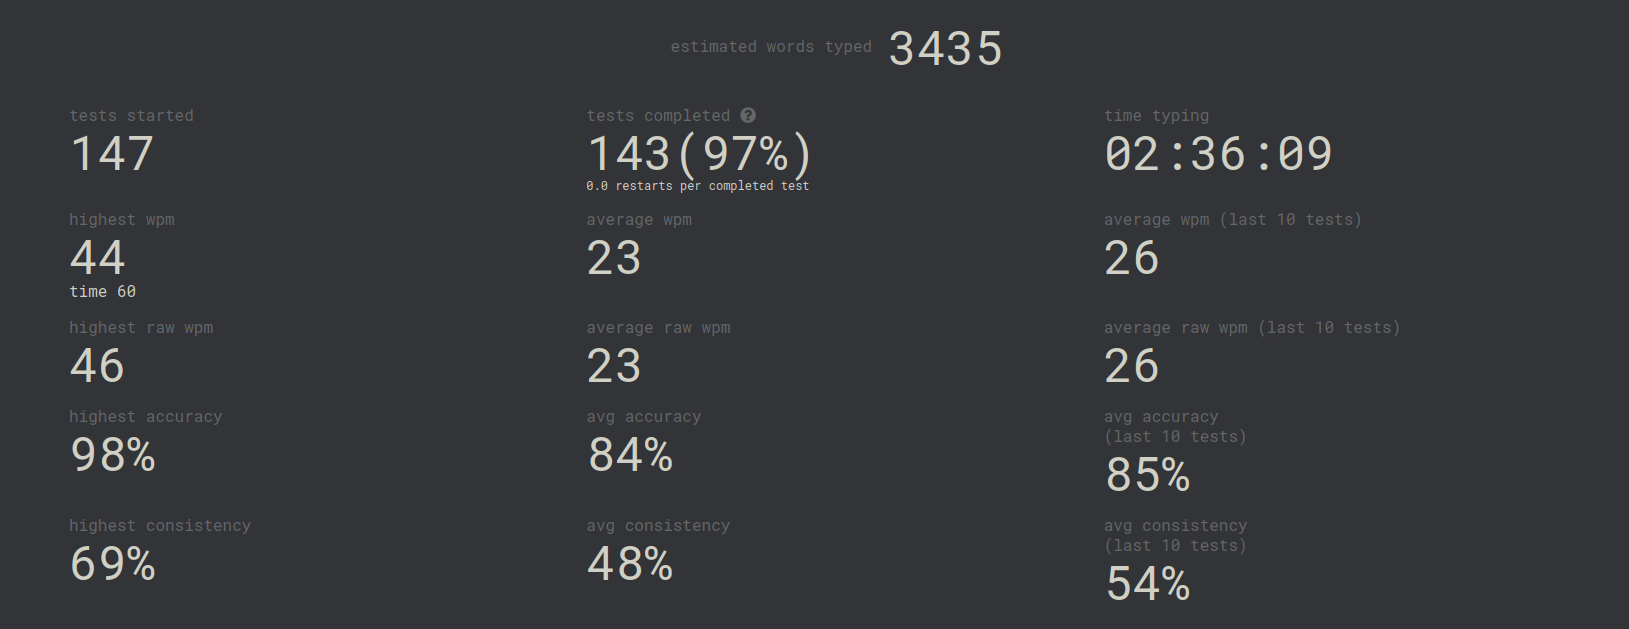 estimated words typed 3435
tests started
147
tests completed ?
143(97%)
0.0 restarts per completed test
time typing
02:36:09
highest wpm
44
time 60
average wpm
23
average wpm (last 10 tests)
26
highest raw wpm
46
average raw wpm
23
average raw wpm (last 10 tests)
26
highest accuracy
98%
avg accuracy
84%
avg accuracy
(last 10 tests)
85%
highest consistency
69%
avg consistency
48%
avg consistency
(last 10 tests)
54%